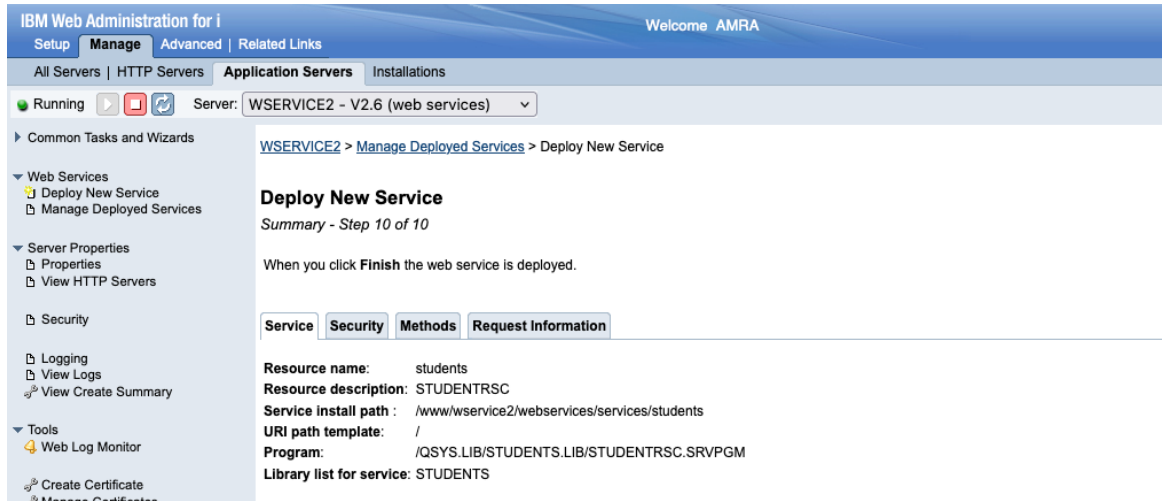 IBM Web Administration for i
Welcome AMRA
Setup Manage Advanced | Related Links
All Servers | HTTP Servers Application Servers Installations
Running Server: WSERVICE2 - V2.6 (web services)
Common Tasks and Wizards
WSERVICE2 > Manage Deployed Services > Deploy New Service
Web Services
Deploy New Service
Manage Deployed Services
Server Properties
Properties
View HTTP Servers
Security
Logging
View Logs
View Create Summary
Tools
Web Log Monitor
Create Certificate
Manage Certificates
Deploy New Service
Summary - Step 10 of 10
When you click Finish the web service is deployed.
Service Security Methods Request Information
Resource name: students
Resource description: STUDENTRSC
Service install path : /www/wservice2/webservices/services/students
URI path template: /
Program: /QSYS.LIB/STUDENTS.LIB/STUDENTRSC.SRVPGM
Library list for service: STUDENTS